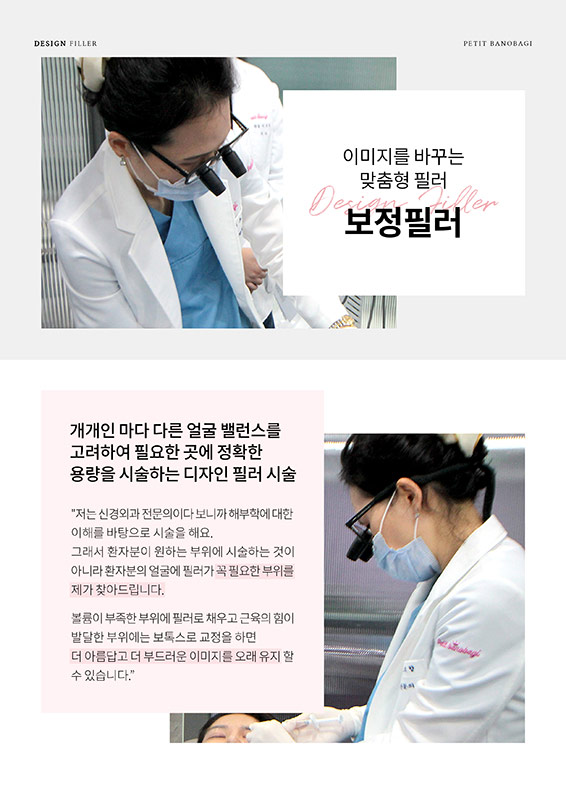 DESIGN FILLER
PETIT BANOBAGI
이미지를 바꾸는
맞춤형 필러
Design Filler
보정필러
개개인 마다 다른 얼굴 밸런스를
고려하여 필요한 곳에 정확한
용량을 시술하는 디자인 필러 시술
"저는 신경외과 전문의이다 보니까 해부학에 대한
이해를 바탕으로 시술을 해요.
그래서 환자분이 원하는 부위에 시술하는 것이
아니라 환자분의 얼굴에 필러가 꼭 필요한 부위를
제가 찾아드립니다.
볼륨이 부족한 부위에 필러로 채우고 근육의 힘이
발달한 부위에는 보톡스로 교정을 하면
더 아름답고 더 부드러운 이미지를 오래 유지 할
수 있습니다."
banobagi